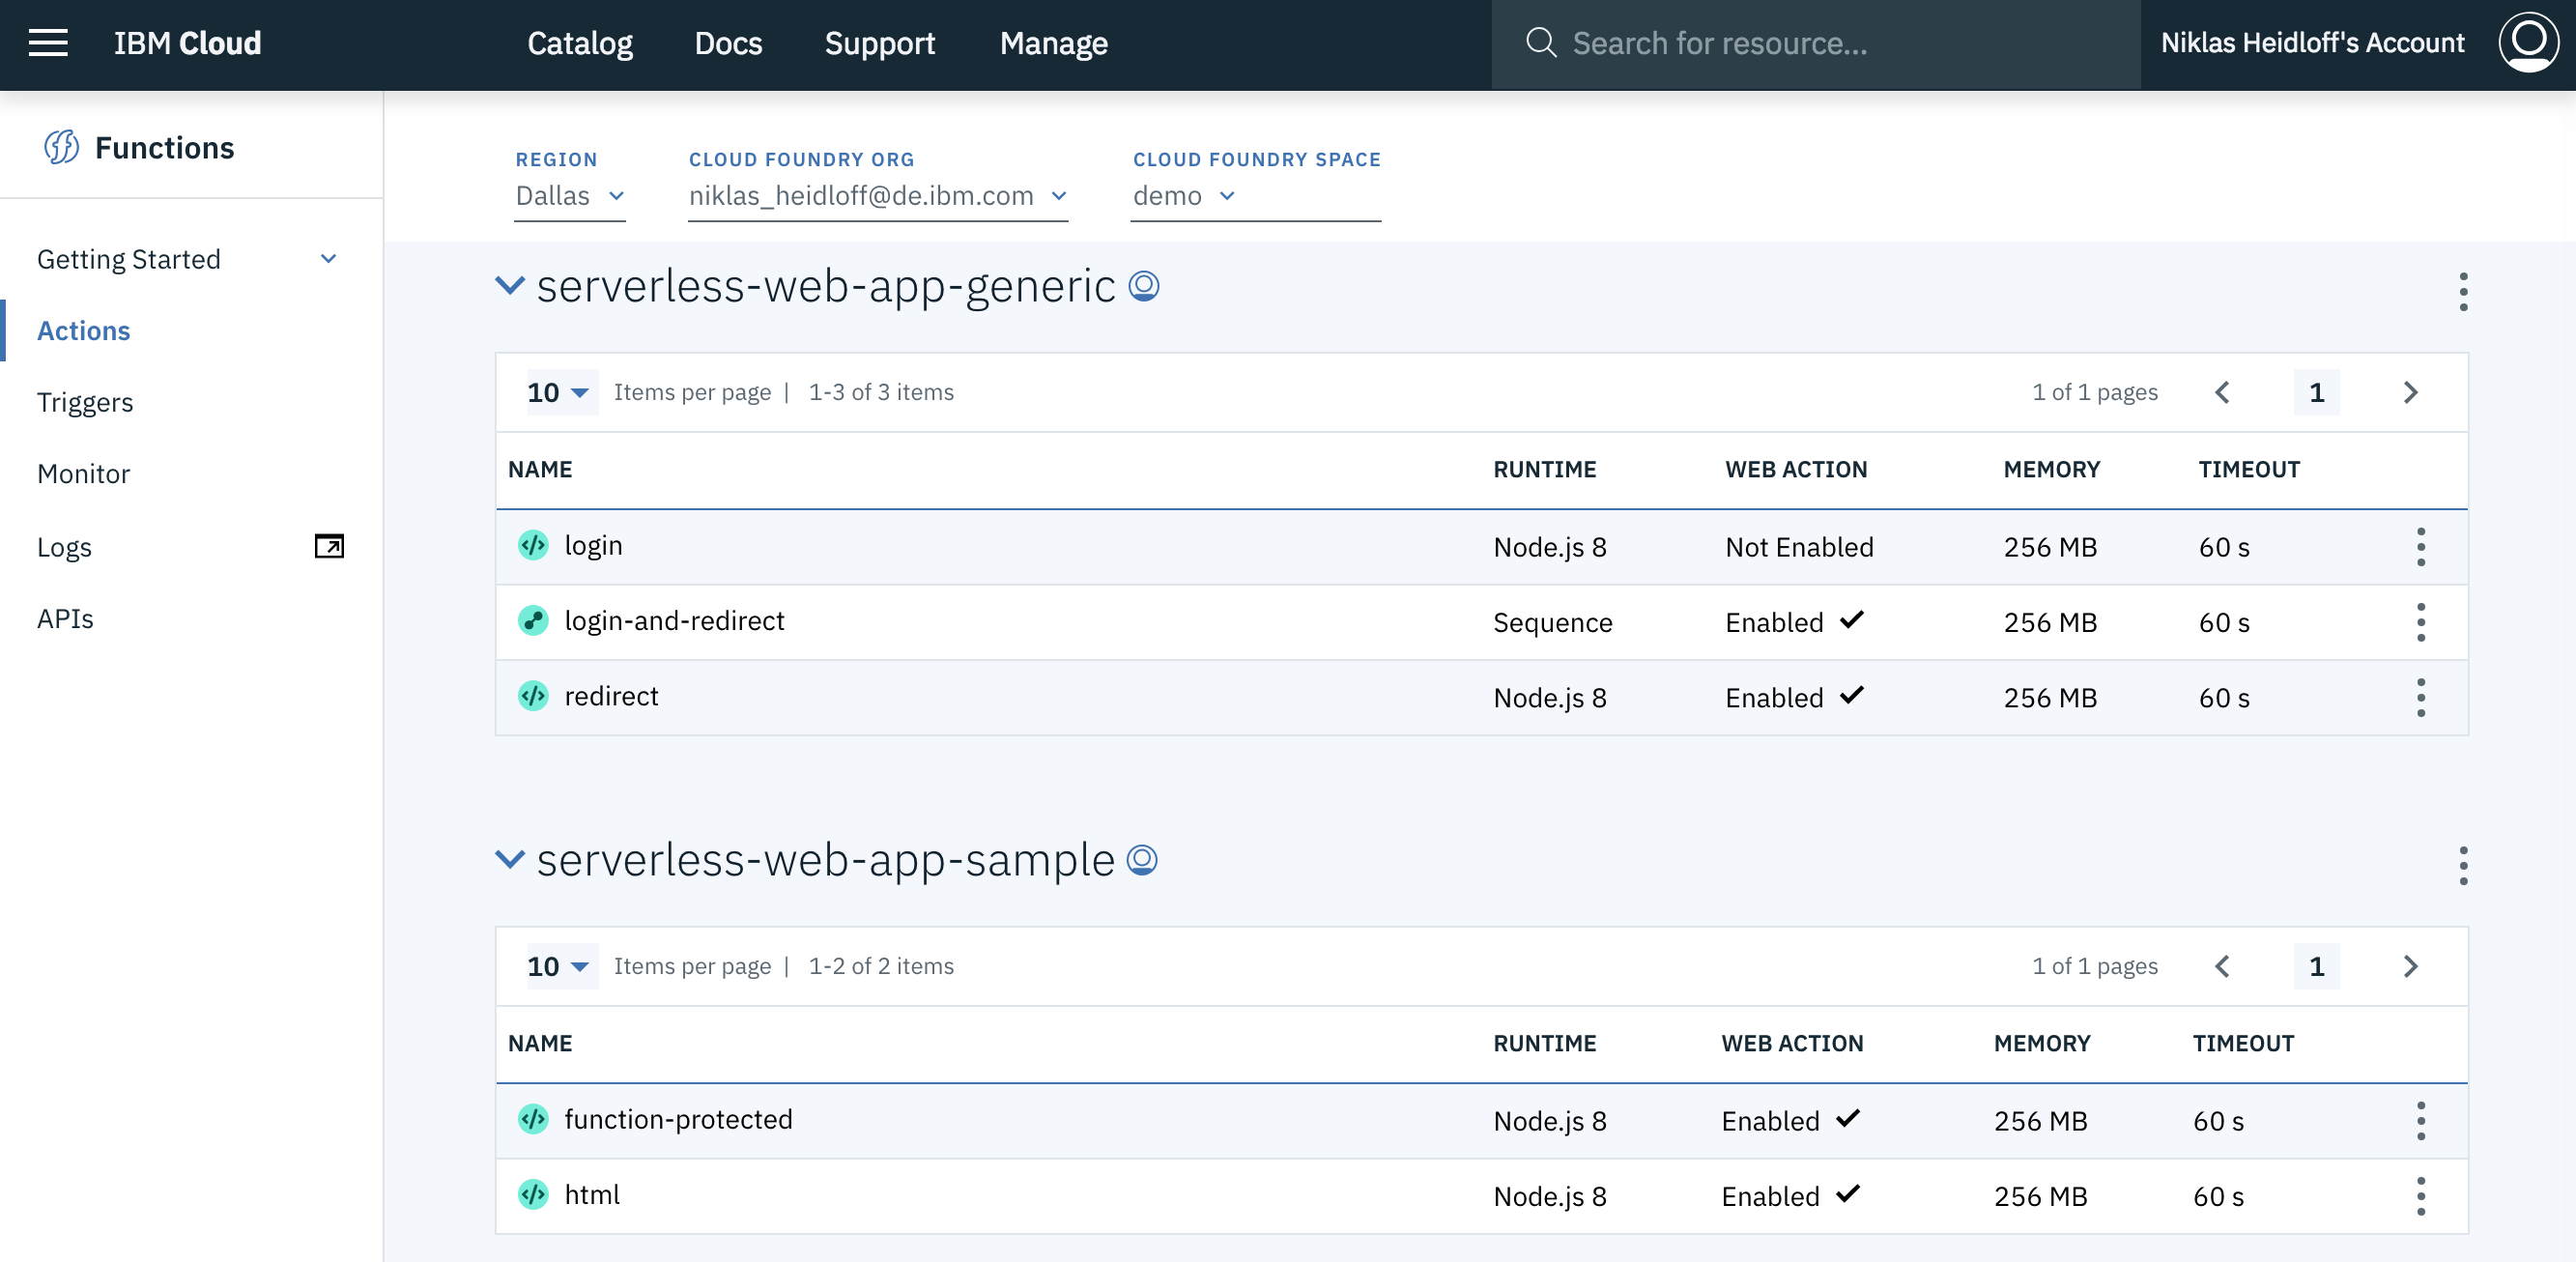 IBM Cloud Catalog Docs Support Manage Search for resource... Niklas Heidloff's Account
Functions
Getting Started
Actions
Triggers
Monitor
Logs
APIs
REGION CLOUD FOUNDRY ORG CLOUD FOUNDRY SPACE
Dallas niklas_heidloff@de.ibm.com demo
serverless-web-app-generic
10 Items per page | 1-3 of 3 items 1 of 1 pages 1
NAME RUNTIME WEB ACTION MEMORY TIMEOUT
login Node.js 8 Not Enabled 256 MB 60 s
login-and-redirect Sequence Enabled 256 MB 60 s
redirect Node.js 8 Enabled 256 MB 60 s
serverless-web-app-sample
10 Items per page | 1-2 of 2 items 1 of 1 pages 1
NAME RUNTIME WEB ACTION MEMORY TIMEOUT
function-protected Node.js 8 Enabled 256 MB 60 s
html Node.js 8 Enabled 256 MB 60 s